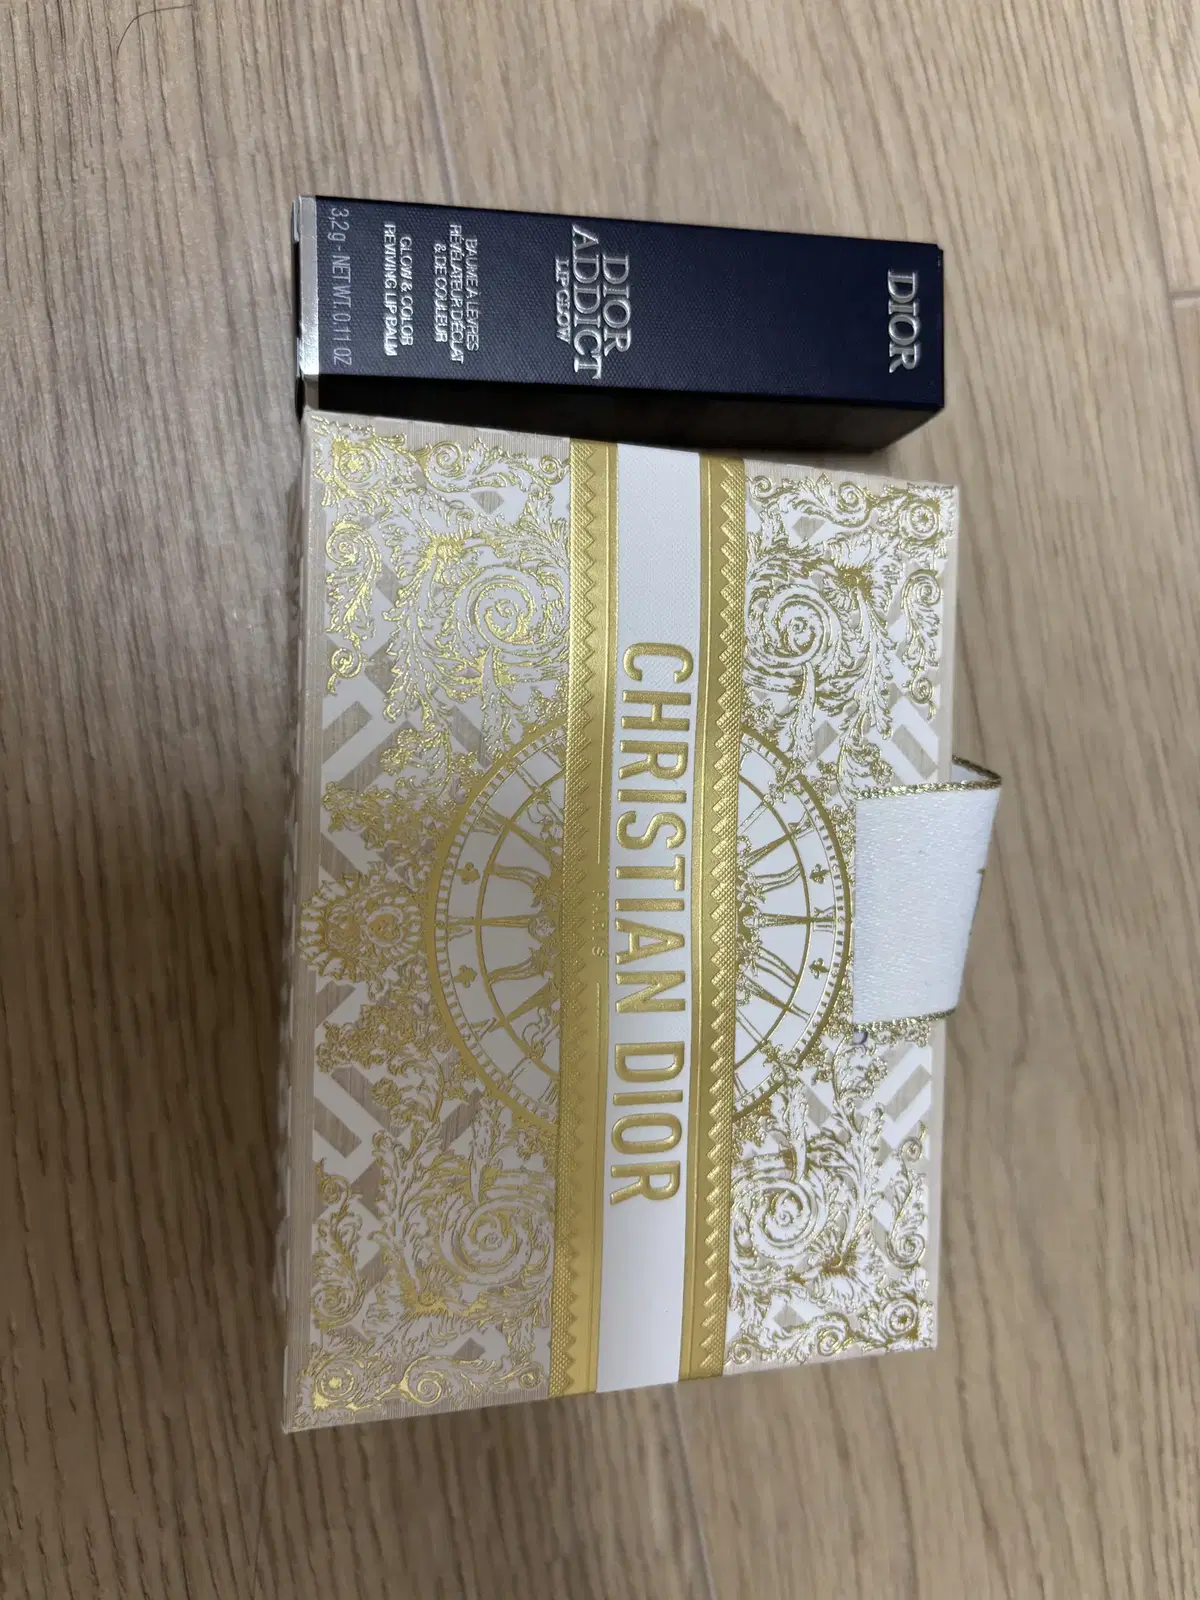 DIOR
DIOR
ADDICT
LIP GLOW
BAUME À LÈVRES
RÉVÉLATEUR D'ÉCLAT
& DE COULEUR
GLOW & COLOR
REVIVING LIP BALM
3,2 g - NET WT. 0.11 OZ
CHRISTIAN DIOR
PARIS